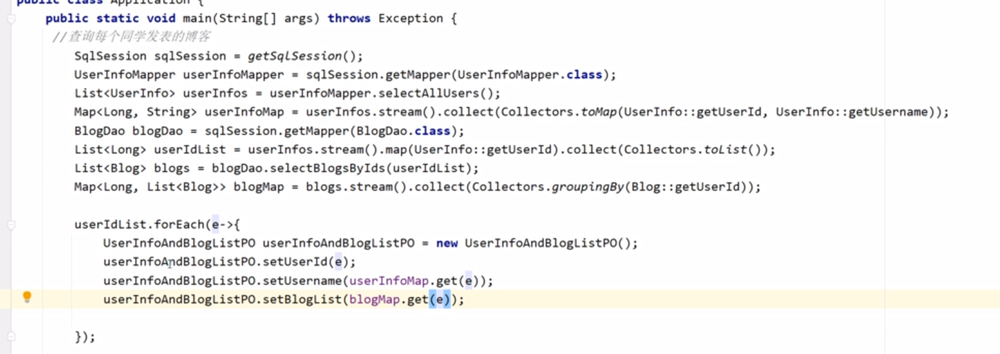 public class Application {
public static void main(String[] args) throws Exception {
//查询每个同学发表的博客
SqlSession sqlSession = getSqlSession();
UserInfoMapper userInfoMapper = sqlSession.getMapper(UserInfoMapper.class);
List<UserInfo> userInfos = userInfoMapper.selectAllUsers();
Map<Long, String> userInfoMap = userInfos.stream().collect(Collectors.toMap(UserInfo::getUserId, UserInfo::getUsername));
BlogDao blogDao = sqlSession.getMapper(BlogDao.class);
List<Long> userIdList = userInfos.stream().map(UserInfo::getUserId).collect(Collectors.toList());
List<Blog> blogs = blogDao.selectBlogsByIds(userIdList);
Map<Long, List<Blog>> blogMap = blogs.stream().collect(Collectors.groupingBy(Blog::getUserId));
userIdList.forEach(e->{
UserInfoAndBlogListPO userInfoAndBlogListPO = new UserInfoAndBlogListPO();
userInfoAndBlogListPO.setUserId(e);
userInfoAndBlogListPO.setUsername(userInfoMap.get(e));
userInfoAndBlogListPO.setBlogList(blogMap.get(e));
});